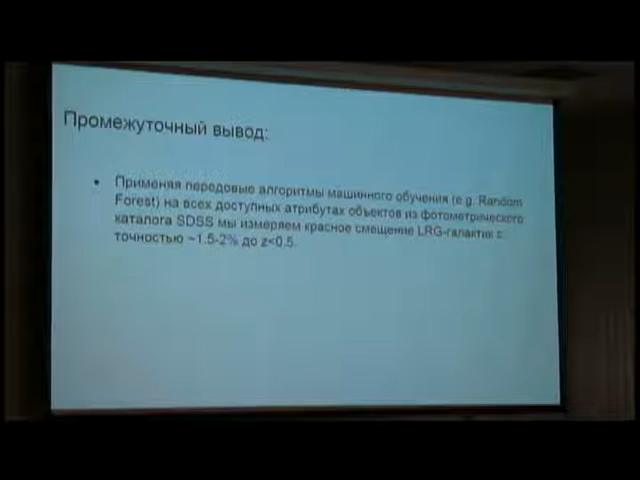 Промежуточный вывод:
• Применяя передовые алгоритмы машинного обучения (e.g. Random
Forest) на всех доступных атрибутах объектов из фотометрического
каталога SDSS мы измеряем красное смещение LRG-галактик с
точностью ~1.5-2% до z<0.5.